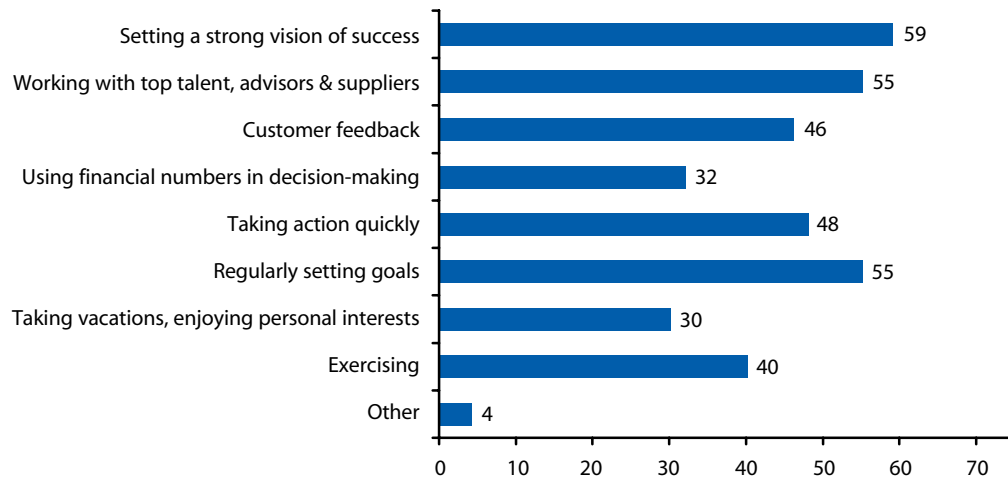 Setting a strong vision of success 59
Working with top talent, advisors & suppliers 55
Customer feedback 46
Using financial numbers in decision-making 32
Taking action quickly 48
Regularly setting goals 55
Taking vacations, enjoying personal interests 30
Exercising 40
Other 4
0 10 20 30 40 50 60 70